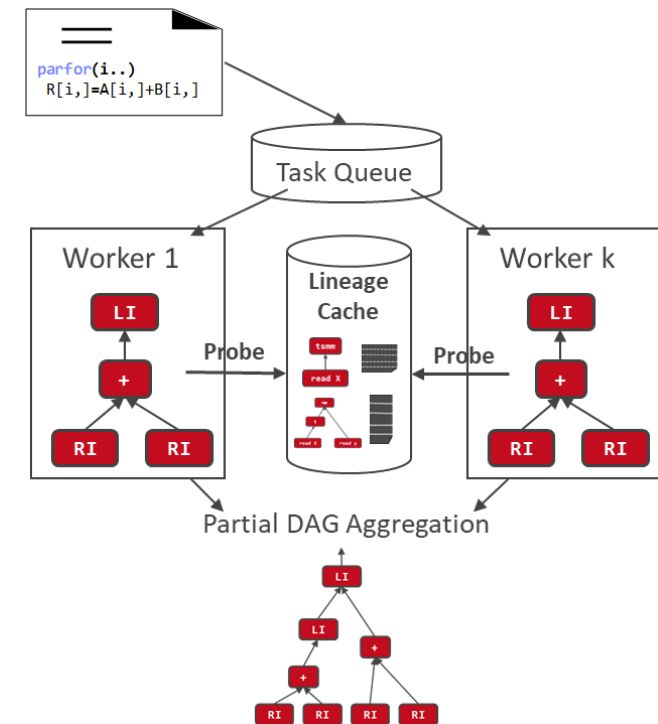 parfor(i..)
R[i,]=A[i,]+B[i,]
Task Queue
Worker 1
LI
+
RI RI
Probe
Lineage
Cache
tsmm
read X
t
read X read y
Probe
Worker k
LI
+
RI RI
Partial DAG Aggregation
LI
LI
+
+
RI RI RI RI